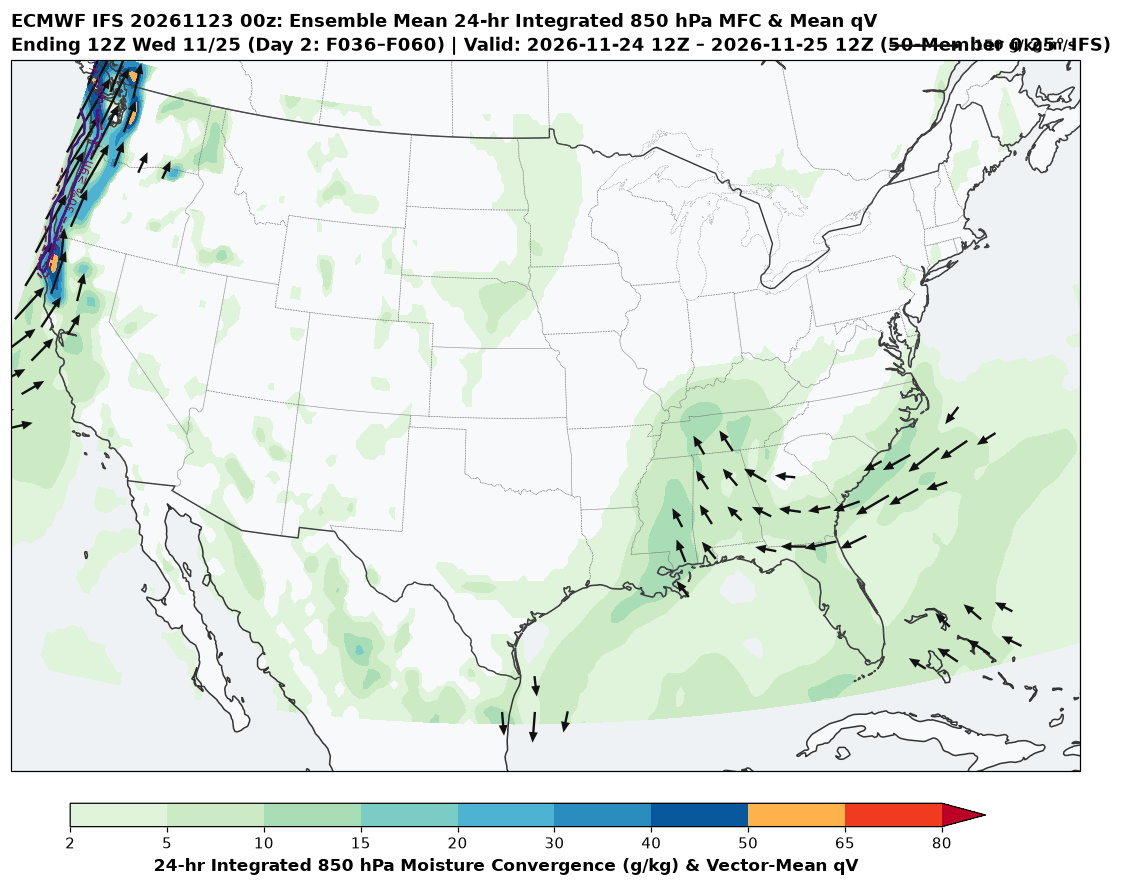 ECMWF IFS 20261123 00z: Ensemble Mean 24-hr Integrated 850 hPa MFC & Mean qV
Ending 12Z Wed 11/25 (Day 2: F036–F060) | Valid: 2026-11-24 12Z – 2026-11-25 12Z (50-Member 0.25° IFS)
2 5 10 15 20 30 40 50 65 80
24-hr Integrated 850 hPa Moisture Convergence (g/kg) & Vector-Mean qV